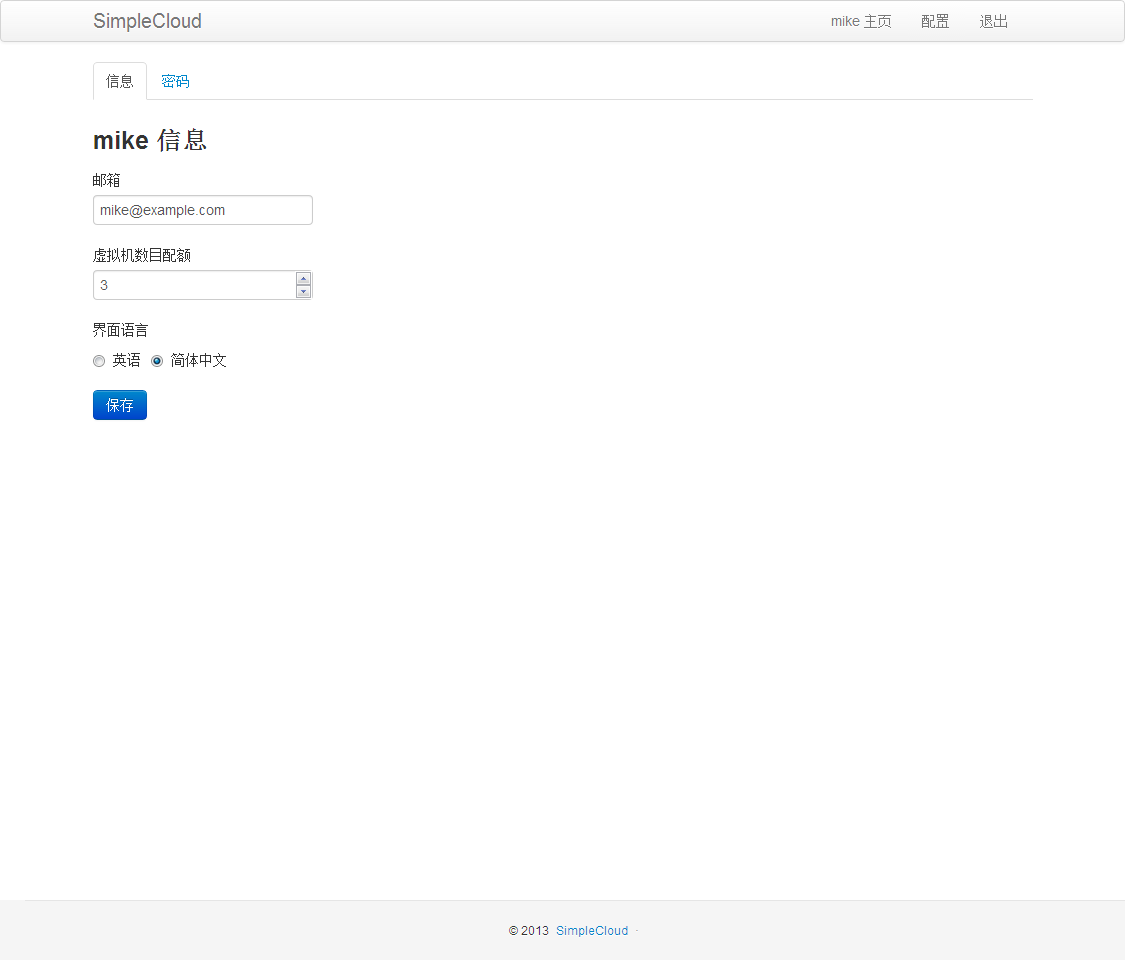 SimpleCloud mike 主页 配置 退出
信息 密码
mike 信息
邮箱
mike@example.com
虚拟机数目配额
3
界面语言
英语 简体中文
保存
© 2013 SimpleCloud -